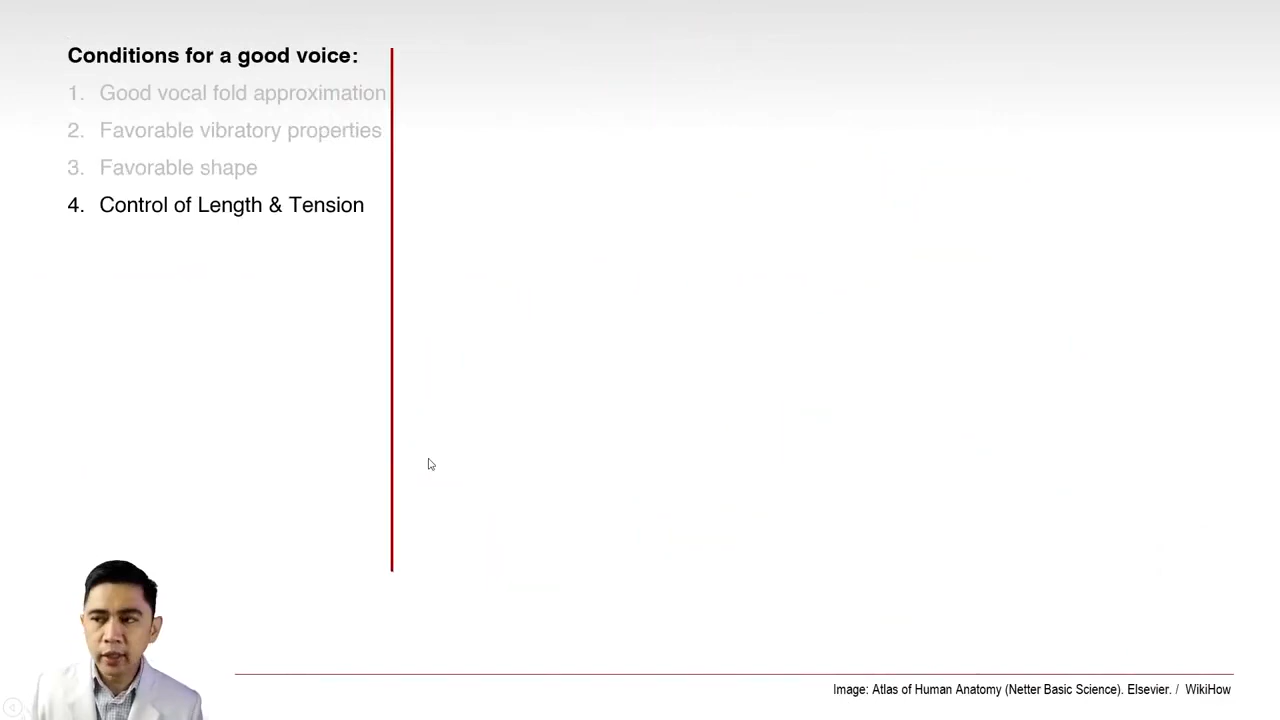 Conditions for a good voice:
1. Good vocal fold approximation
2. Favorable vibratory properties
3. Favorable shape
4. Control of Length & Tension
Image: Atlas of Human Anatomy (Netter Basic Science). Elsevier. / WikiHow